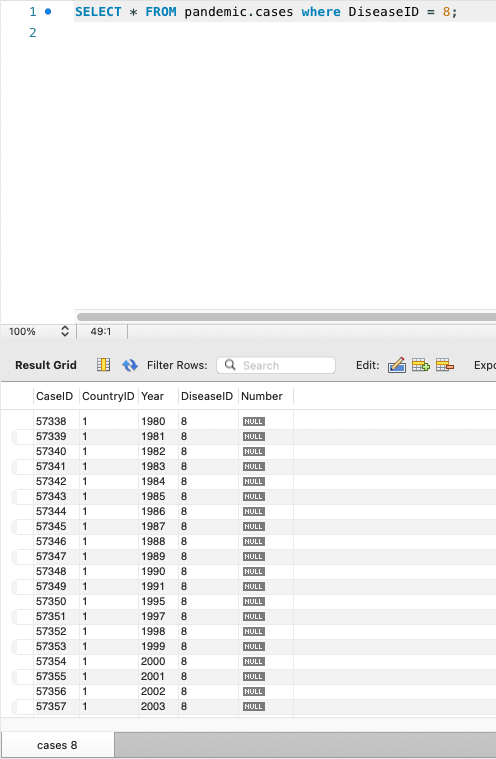 1 SELECT * FROM pandemic.cases where DiseaseID = 8;
2
100% 49:1
Result Grid Filter Rows: Search Edit: Expo
CaseID CountryID Year DiseaseID Number
57338 1 1980 8 NULL
57339 1 1981 8 NULL
57340 1 1982 8 NULL
57341 1 1983 8 NULL
57342 1 1984 8 NULL
57343 1 1985 8 NULL
57344 1 1986 8 NULL
57345 1 1987 8 NULL
57346 1 1988 8 NULL
57347 1 1989 8 NULL
57348 1 1990 8 NULL
57349 1 1991 8 NULL
57350 1 1995 8 NULL
57351 1 1997 8 NULL
57352 1 1998 8 NULL
57353 1 1999 8 NULL
57354 1 2000 8 NULL
57355 1 2001 8 NULL
57356 1 2002 8 NULL
57357 1 2003 8 NULL
cases 8